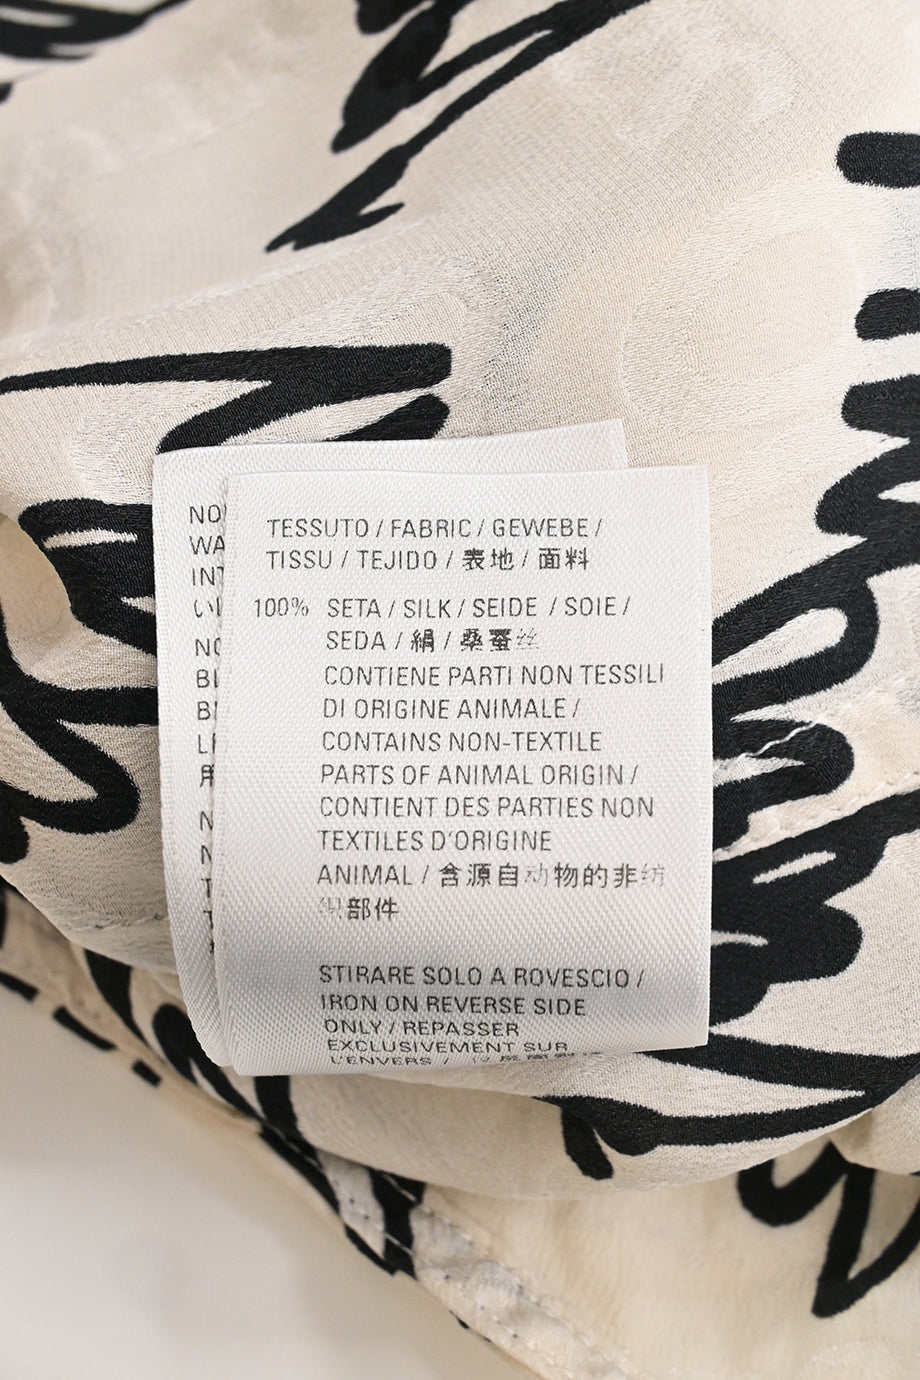 TESSUTO / FABRIC / GEWEBE /
TISSU / TEJIDO / 表地 / 面料
100% SETA / SILK / SEIDE / SOIE /
SEDA / 絹 / 桑蚕丝
CONTIENE PARTI NON TESSILI
DI ORIGINE ANIMALE /
CONTAINS NON-TEXTILE
PARTS OF ANIMAL ORIGIN /
CONTIENT DES PARTIES NON
TEXTILES D'ORIGINE
ANIMAL / 含源自动物的非纺
织部件
STIRARE SOLO A ROVESCIO /
IRON ON REVERSE SIDE
ONLY / REPASSER
EXCLUSIVEMENT SUR
L'ENVERS /